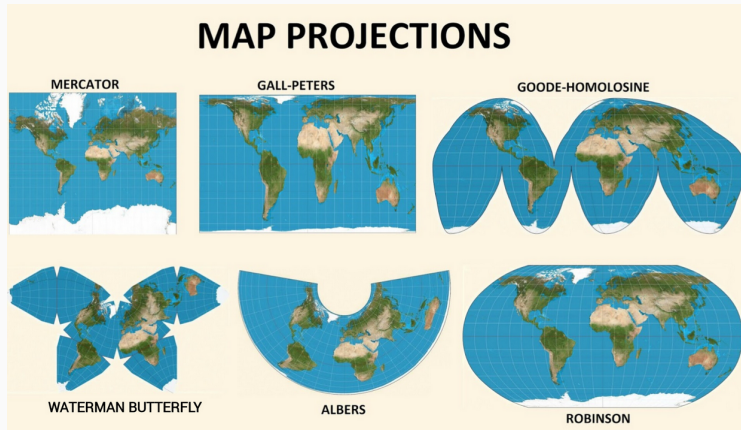 MAP PROJECTIONS
MERCATOR
GALL-PETERS
GOODE-HOMOLOSINE
WATERMAN BUTTERFLY
ALBERS
ROBINSON